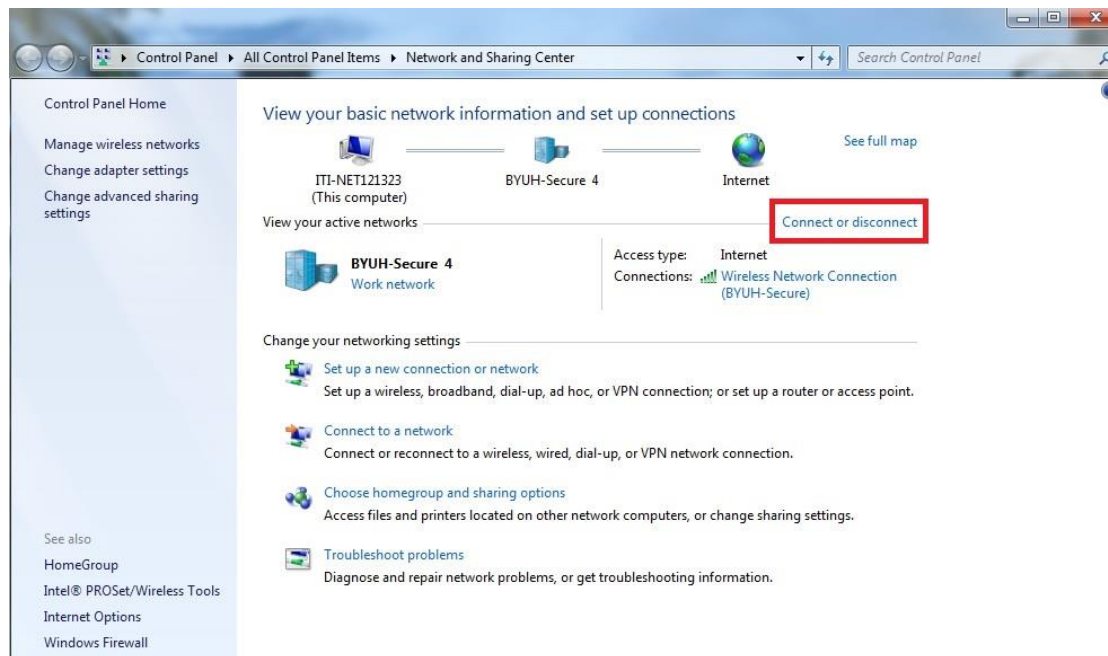 Control Panel ▸ All Control Panel Items ▸ Network and Sharing Center
Search Control Panel
Control Panel Home
Manage wireless networks
Change adapter settings
Change advanced sharing
settings
See also
HomeGroup
Intel® PROSet/Wireless Tools
Internet Options
Windows Firewall
View your basic network information and set up connections
See full map
ITI-NET121323
(This computer)
BYUH-Secure 4
Internet
View your active networks
Connect or disconnect
BYUH-Secure 4
Work network
Access type: Internet
Connections: Wireless Network Connection
(BYUH-Secure)
Change your networking settings
Set up a new connection or network
Set up a wireless, broadband, dial-up, ad hoc, or VPN connection; or set up a router or access point.
Connect to a network
Connect or reconnect to a wireless, wired, dial-up, or VPN network connection.
Choose homegroup and sharing options
Access files and printers located on other network computers, or change sharing settings.
Troubleshoot problems
Diagnose and repair network problems, or get troubleshooting information.